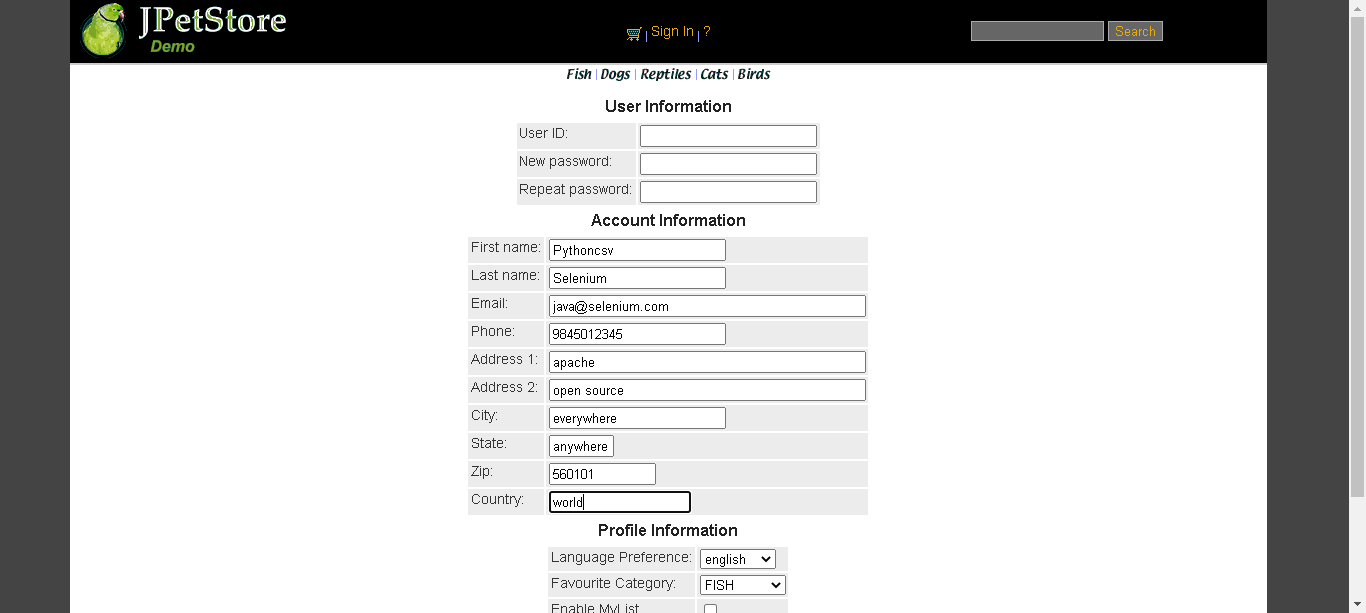 JPetStore
Demo
Sign In | ?
Search
Fish | Dogs | Reptiles | Cats | Birds
User Information
User ID:
New password:
Repeat password:
Account Information
First name: Pythoncsv
Last name: Selenium
Email: java@selenium.com
Phone: 9845012345
Address 1: apache
Address 2: open source
City: everywhere
State: anywhere
Zip: 560101
Country: world
Profile Information
Language Preference: english
Favourite Category: FISH
Enable MyList